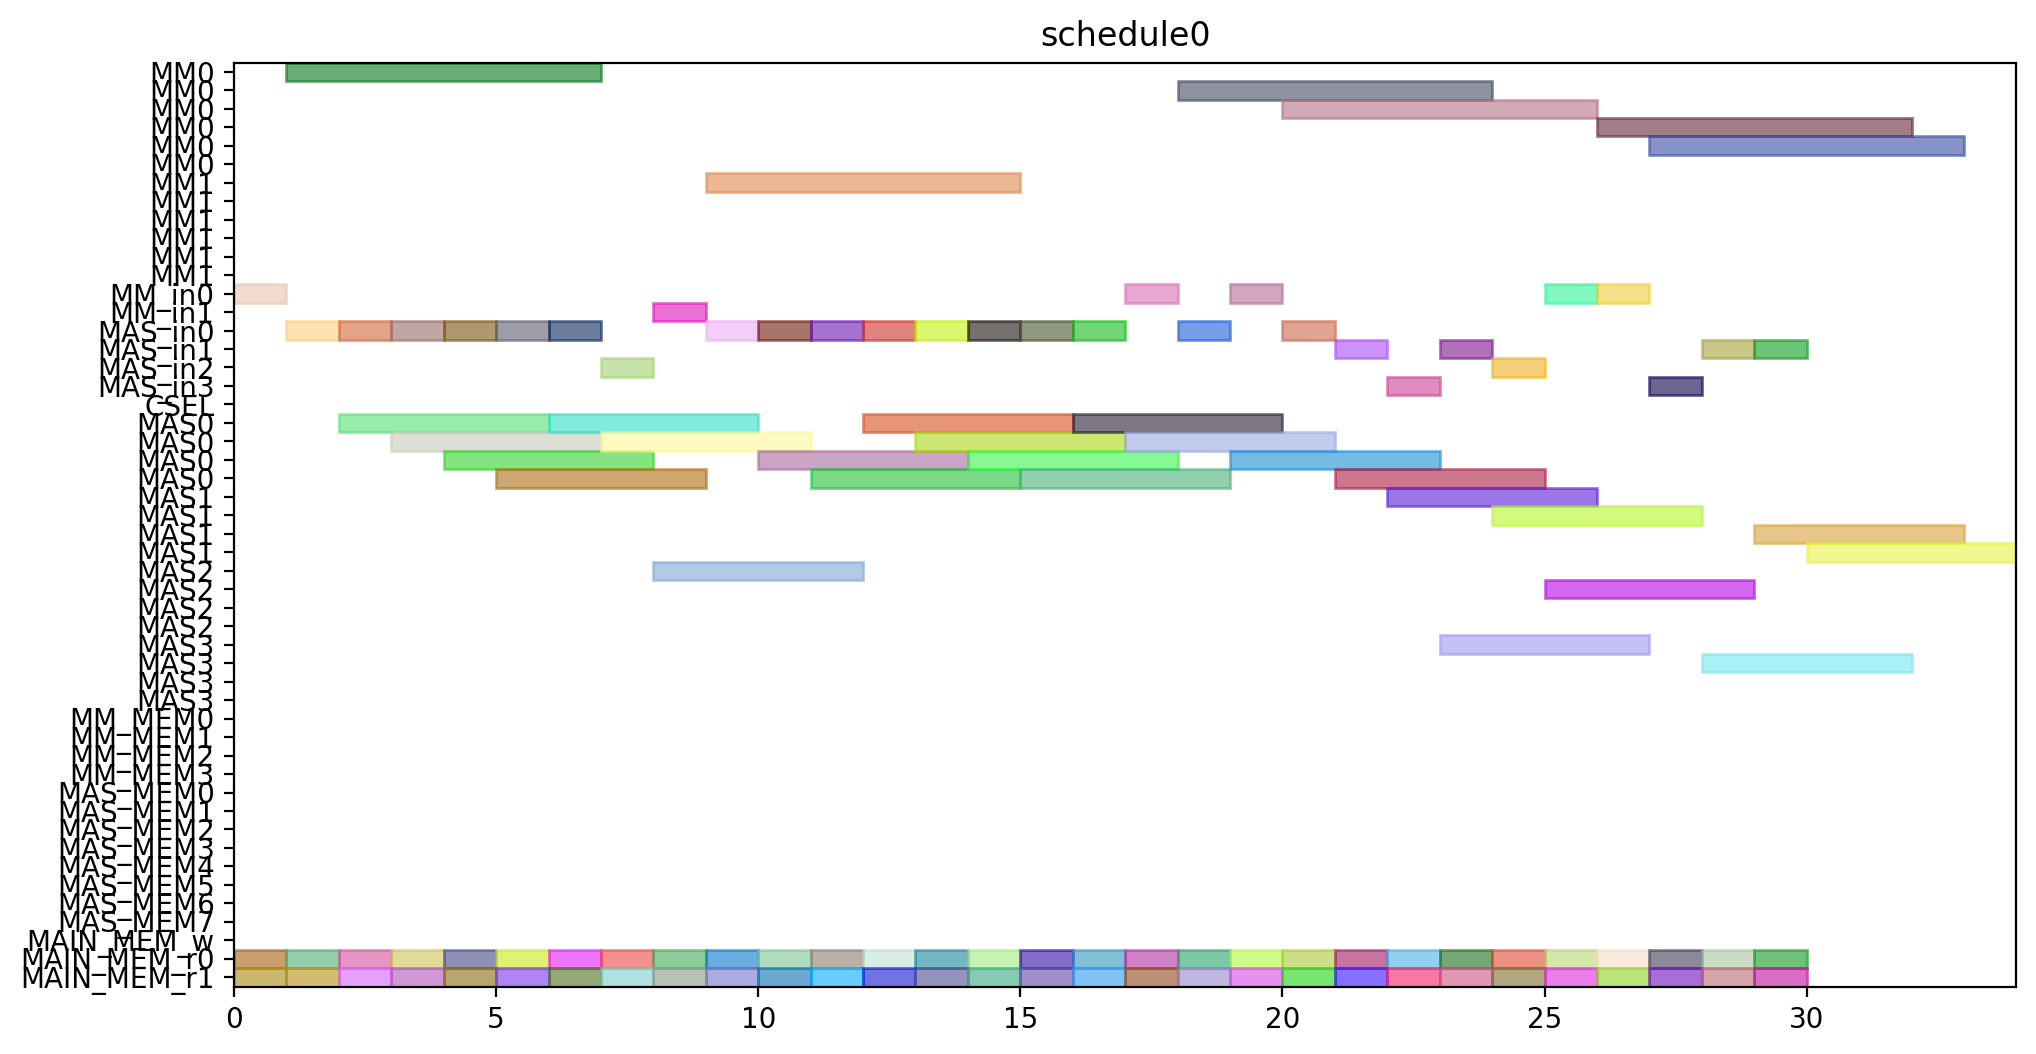 schedule0
MM0
MM0
MM0
MM0
MM0
MM0
MM1
MM1
MM1
MM1
MM1
MM1
MM_in0
MM_in1
MAS_in0
MAS_in1
MAS_in2
MAS_in3
CSEL
MAS0
MAS0
MAS0
MAS0
MAS1
MAS1
MAS1
MAS1
MAS2
MAS2
MAS2
MAS2
MAS3
MAS3
MAS3
MAS3
MM_MEM0
MM_MEM1
MM_MEM2
MM_MEM3
MAS_MEM0
MAS_MEM1
MAS_MEM2
MAS_MEM3
MAS_MEM4
MAS_MEM5
MAS_MEM6
MAS_MEM7
MAIN_MEM_w
MAIN_MEM_r0
MAIN_MEM_r1
0 5 10 15 20 25 30